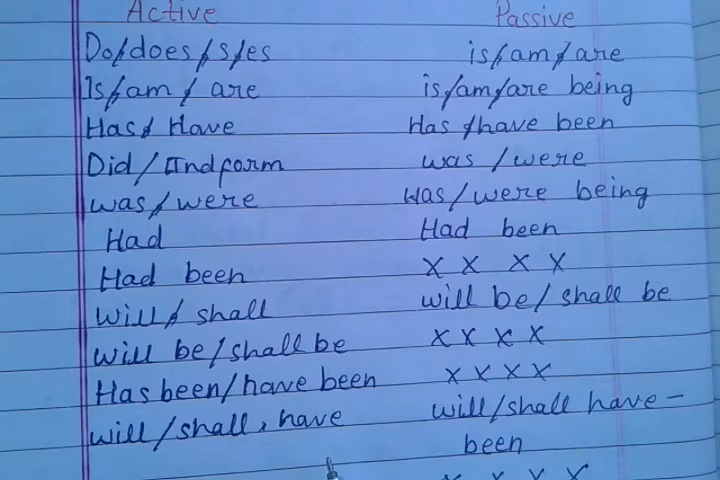 Active Passive
Do/does/s/es is/am/are
Is/am/are is/am/are being
Has/Have Has/have been
Did/IInd form was/were
was/were Was/were being
Had Had been
Had been x x x x
Will/shall will be/shall be
will be/shall be x x x x
Has been/have been x x x x
will/shall, have will/shall have-
been
x x x x